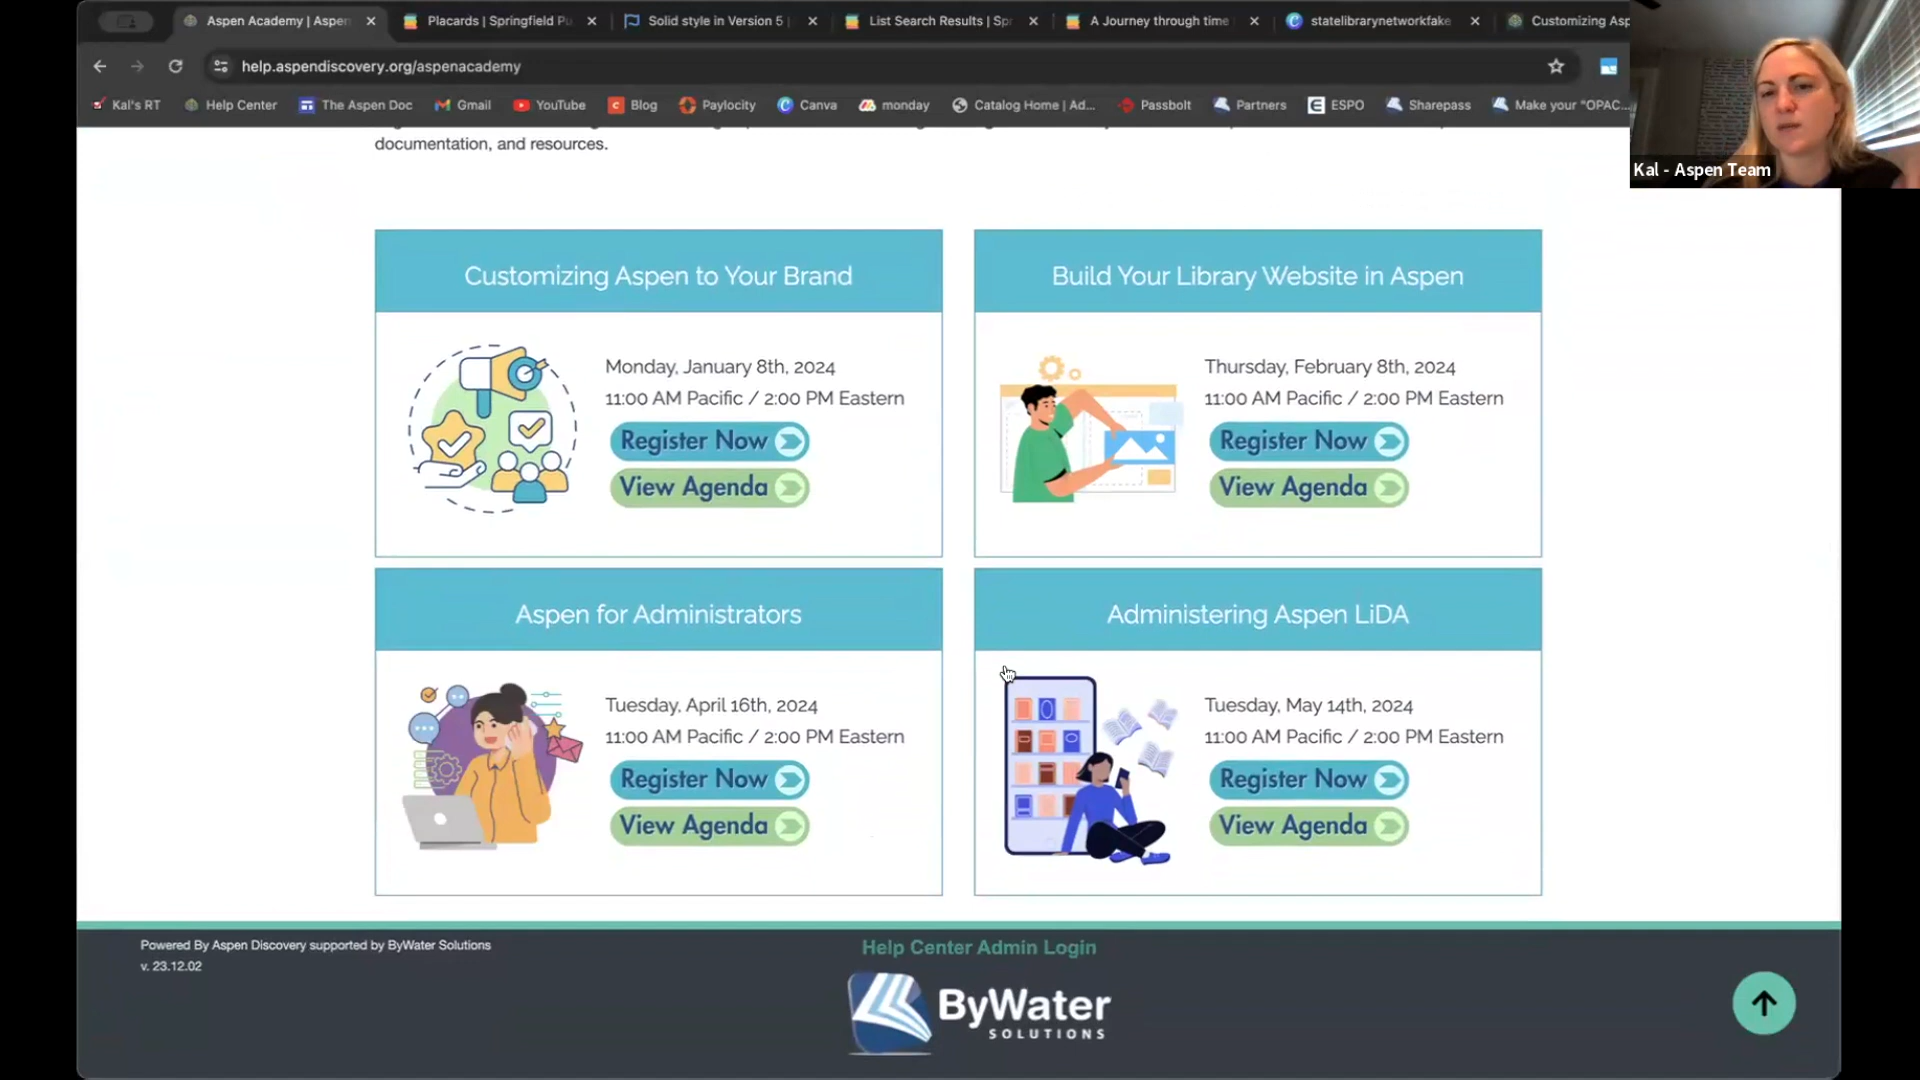 Aspen Academy | Aspen
Placards | Springfield Pu
Solid style in Version 5 |
List Search Results | Spr
A Journey through time
statelibrarynetworkfake
Customizing Asp
help.aspendiscovery.org/aspenacademy
Kal's RT
Help Center
The Aspen Doc
Gmail
YouTube
Blog
Paylocity
Canva
monday
Catalog Home | Ad...
Passbolt
Partners
ESPO
Sharepass
Make your "OPAC...
Kal - Aspen Team
documentation, and resources.
Customizing Aspen to Your Brand
Monday, January 8th, 2024
11:00 AM Pacific / 2:00 PM Eastern
Register Now
View Agenda
Build Your Library Website in Aspen
Thursday, February 8th, 2024
11:00 AM Pacific / 2:00 PM Eastern
Register Now
View Agenda
Aspen for Administrators
Tuesday, April 16th, 2024
11:00 AM Pacific / 2:00 PM Eastern
Register Now
View Agenda
Administering Aspen LiDA
Tuesday, May 14th, 2024
11:00 AM Pacific / 2:00 PM Eastern
Register Now
View Agenda
Powered By Aspen Discovery supported by ByWater Solutions
v. 23.12.02
Help Center Admin Login
ByWater
SOLUTIONS